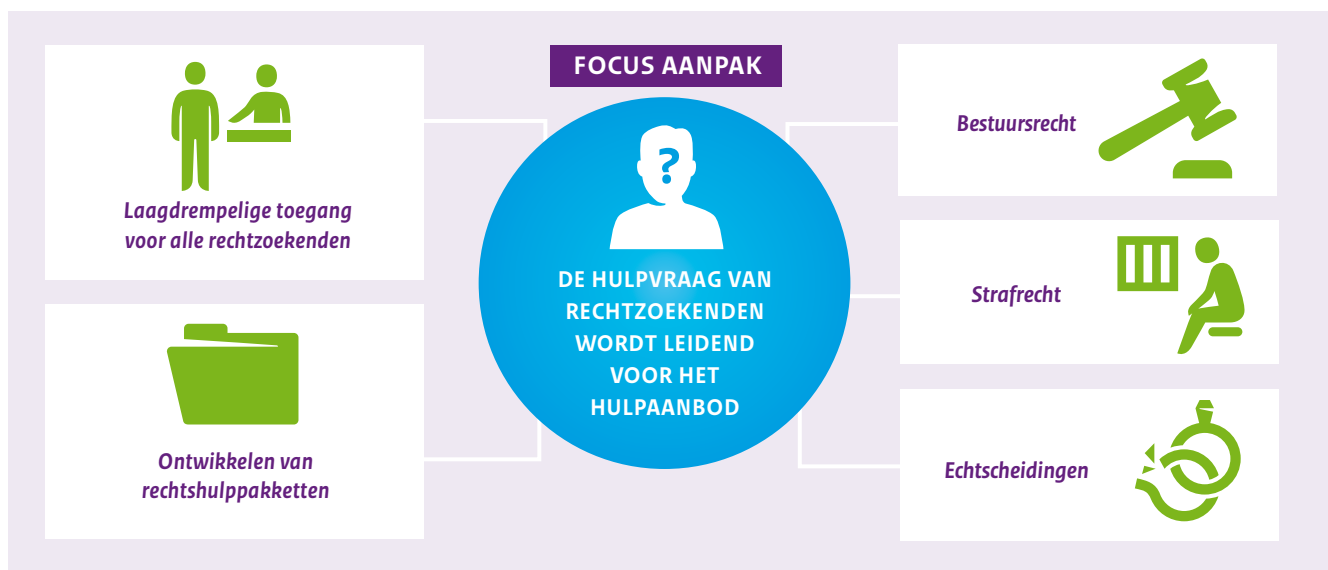 FOCUS AANPAK
Laagdrempelige toegang
voor alle rechtzoekenden
Ontwikkelen van
rechtshulppakketten
?
DE HULPVRAAG VAN
RECHTZOEKENDEN
WORDT LEIDEND
VOOR HET
HULPAANBOD
Bestuursrecht
Strafrecht
Echtscheidingen